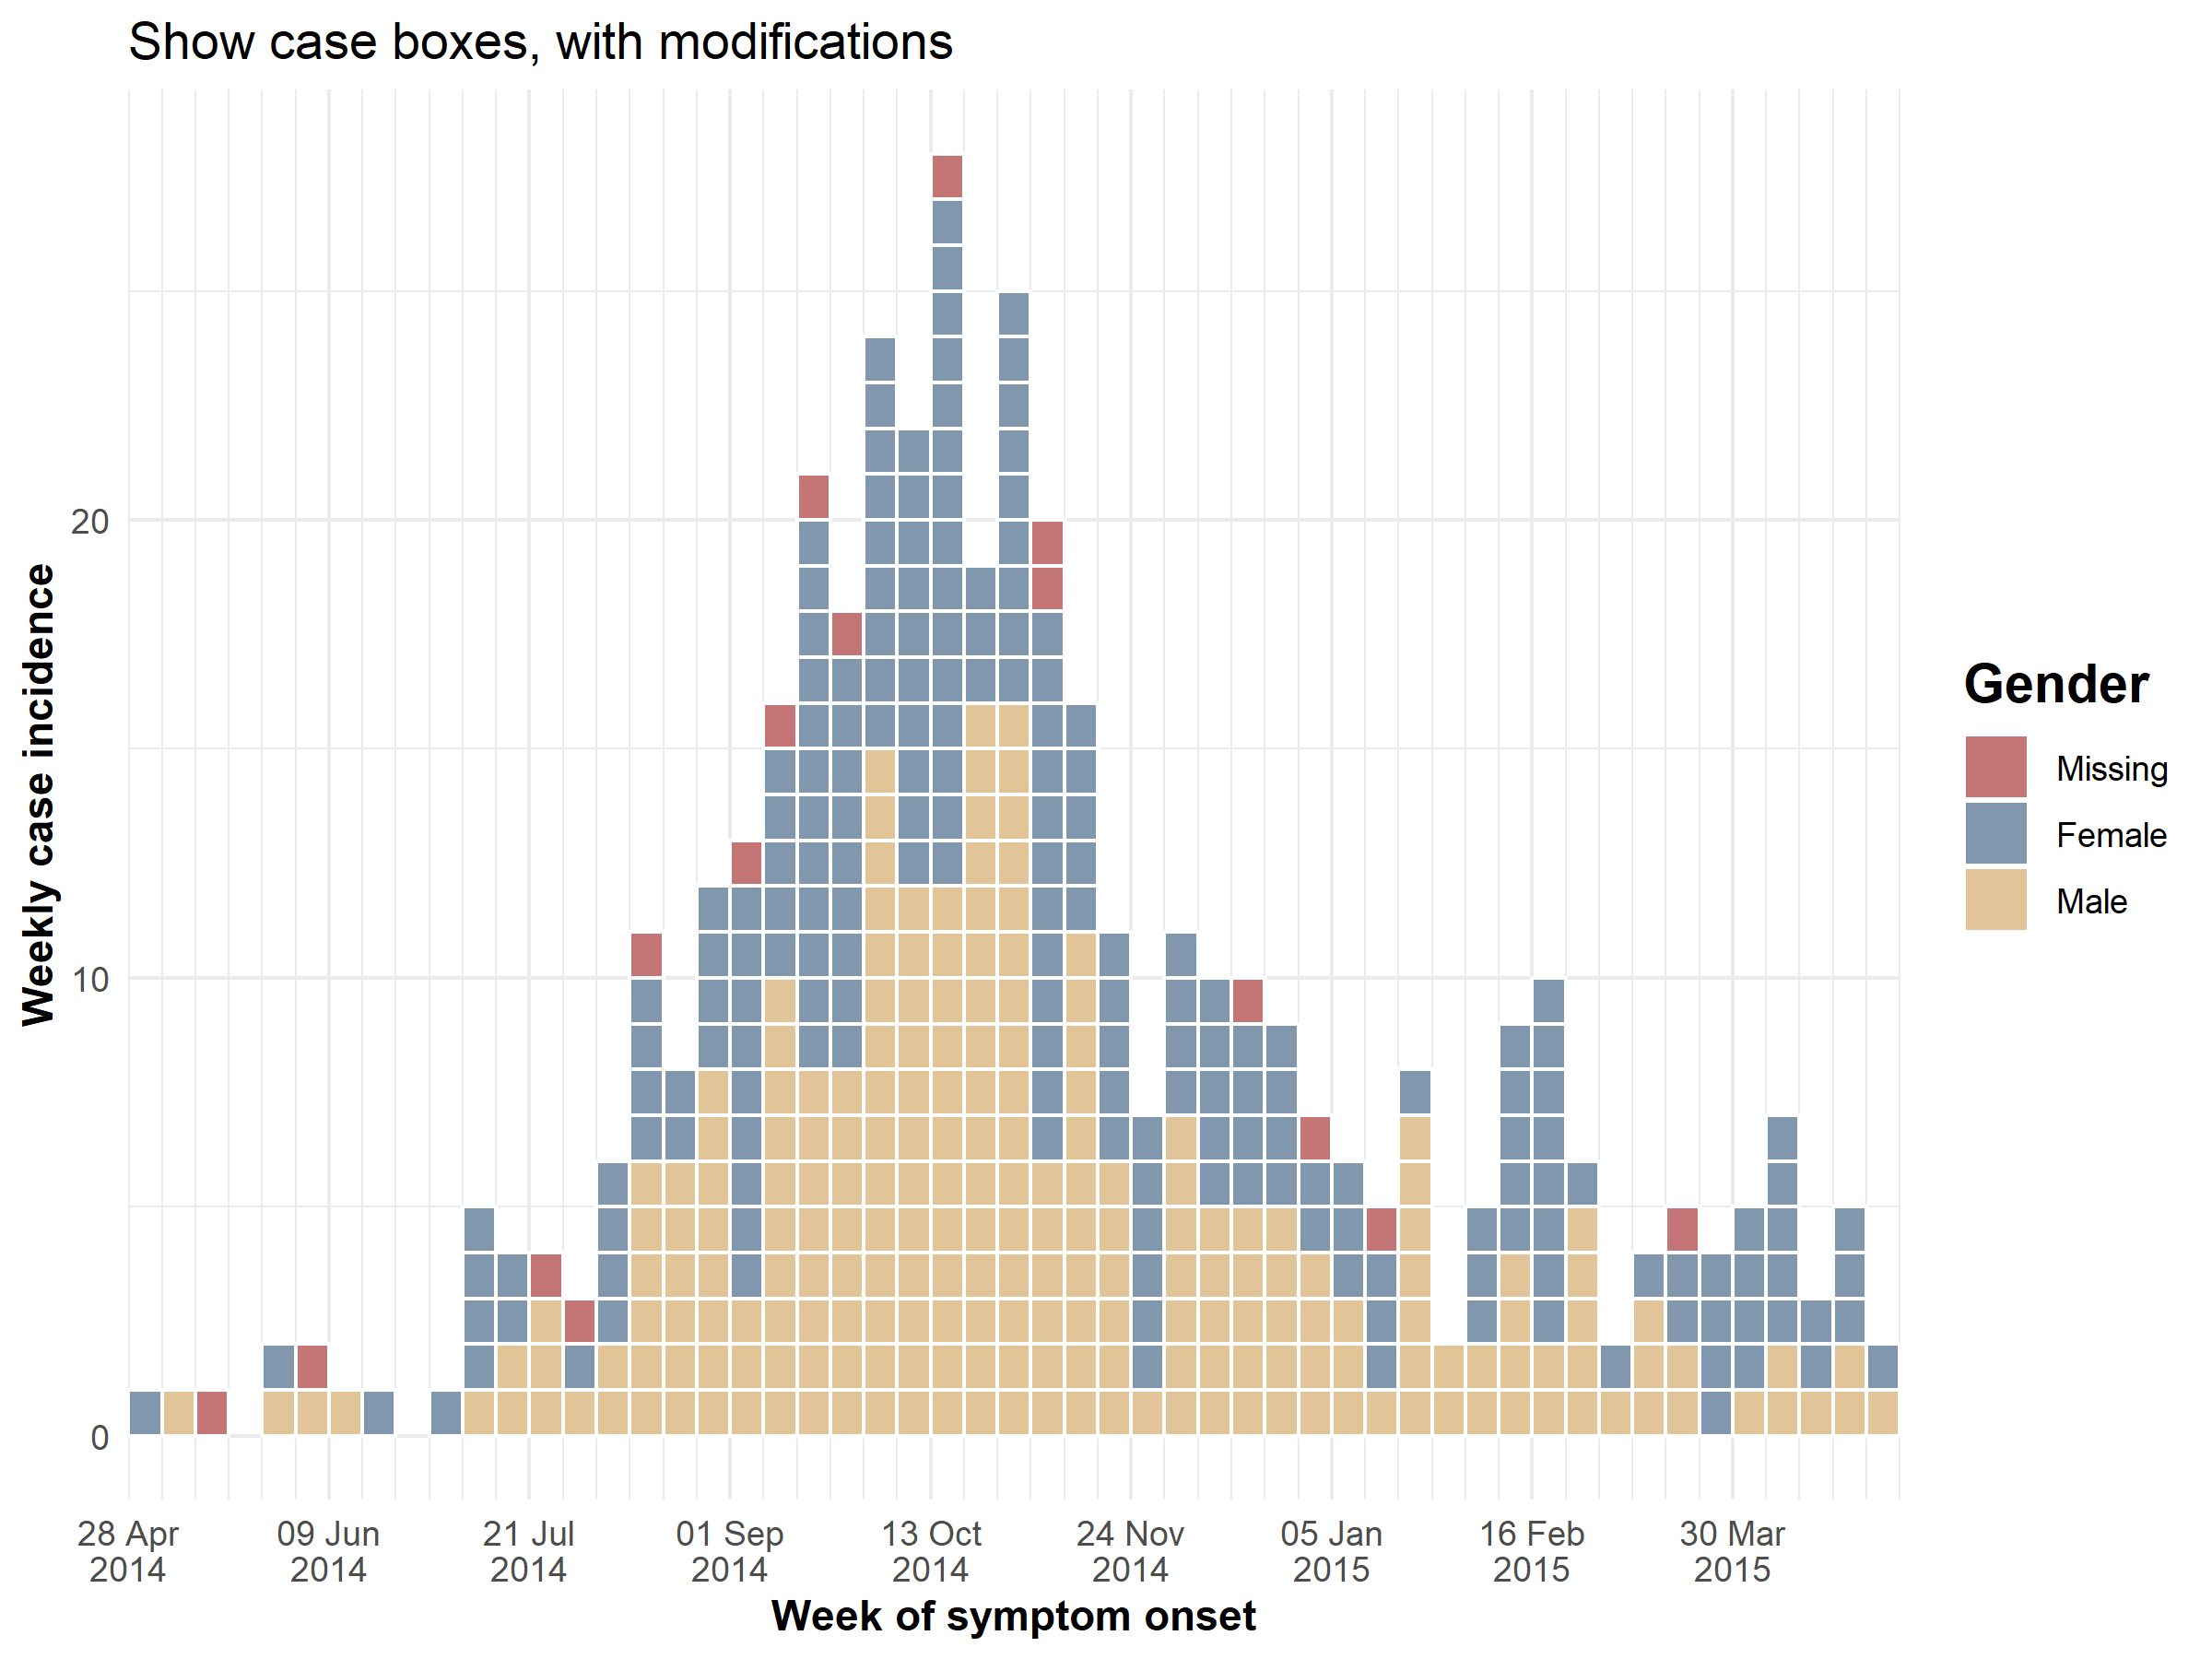 Show case boxes, with modifications
Weekly case incidence
20
10
0
28 Apr
2014
09 Jun
2014
21 Jul
2014
01 Sep
2014
13 Oct
2014
24 Nov
2014
05 Jan
2015
16 Feb
2015
30 Mar
2015
Week of symptom onset
Gender
Missing
Female
Male